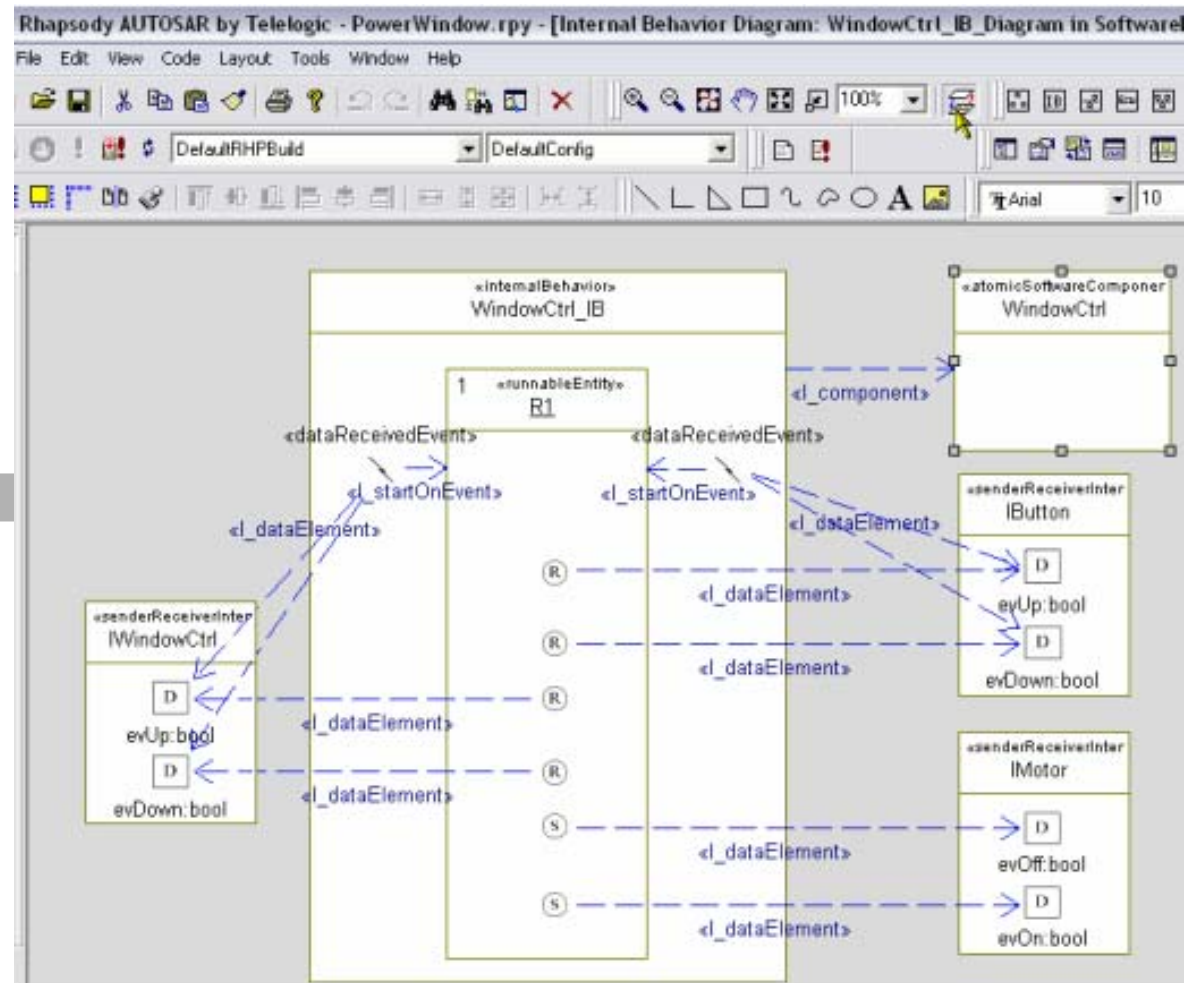 Rhapsody AUTOSAR by Telelogic - PowerWindow.rpy - [Internal Behavior Diagram: WindowCtrl_IB_Diagram in Software
File Edit View Code Layout Tools Window Help
100%
DefaultRHPBuild DefaultConfig
A Arial 10
«internalBehavior»
WindowCtrl_IB
«atomicSoftwareComponer
WindowCtrl
1 «runnableEntity»
R1
«l_component»
«dataReceivedEvent» «dataReceivedEvent»
«l_startOnEvent» «l_startOnEvent»
«l_dataElement» «l_dataElement»
«senderReceiverInter
IButton
R D
«l_dataElement» evUp:bool
R D
«l_dataElement» evDown:bool
«senderReceiverInter
IWindowCtrl
D R
evUp:bool «l_dataElement»
D R
evDown:bool «l_dataElement»
«senderReceiverInter
IMotor
S D
«l_dataElement» evOff:bool
S D
«l_dataElement» evOn:bool